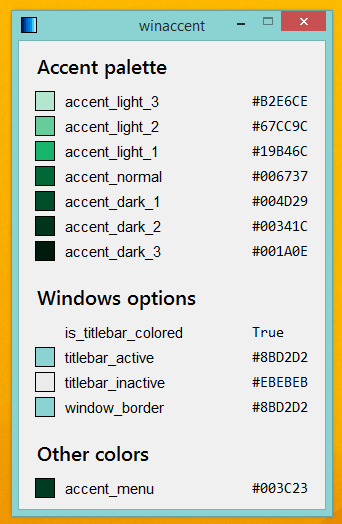 winaccent
Accent palette
accent_light_3 #B2E6CE
accent_light_2 #67CC9C
accent_light_1 #19B46C
accent_normal #006737
accent_dark_1 #004D29
accent_dark_2 #00341C
accent_dark_3 #001A0E
Windows options
is_titlebar_colored True
titlebar_active #8BD2D2
titlebar_inactive #EBEBEB
window_border #8BD2D2
Other colors
accent_menu #003C23